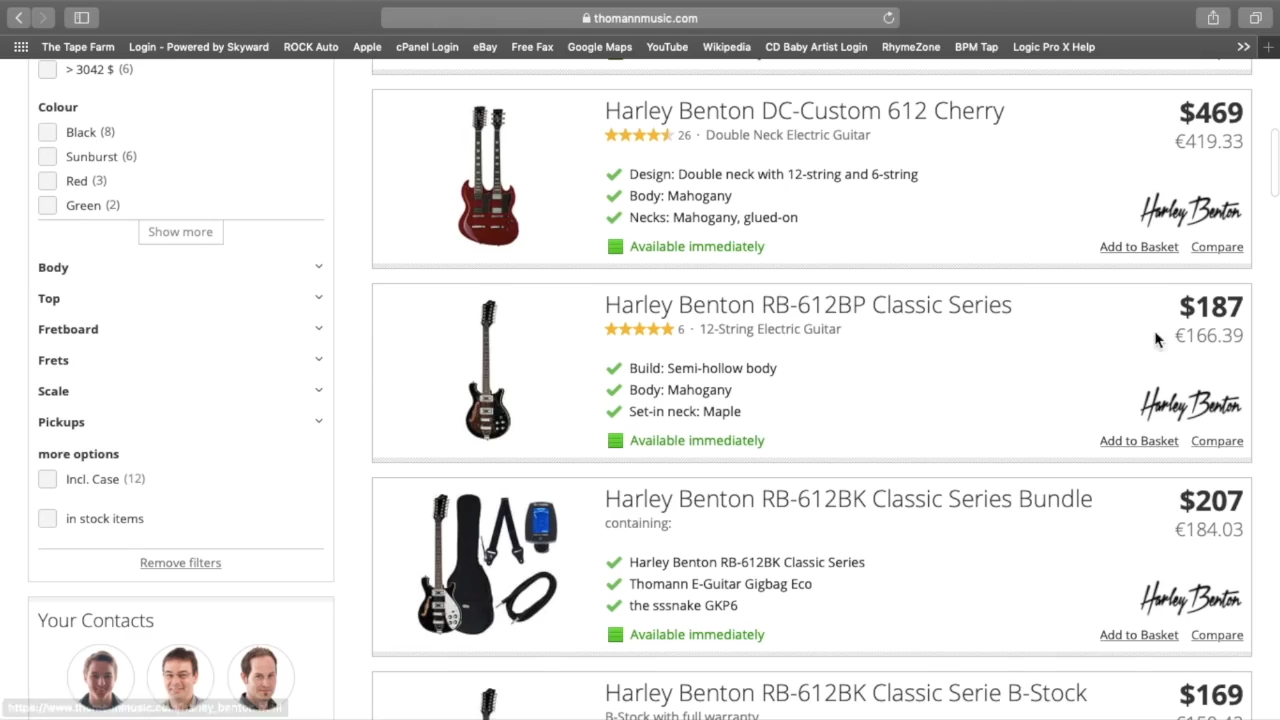 thomannmusic.com
The Tape Farm Login - Powered by Skyward ROCK Auto Apple cPanel Login eBay Free Fax Google Maps YouTube Wikipedia CD Baby Artist Login RhymeZone BPM Tap Logic Pro X Help
> 3042 $ (6)
Colour
Black (8)
Sunburst (6)
Red (3)
Green (2)
Show more
Body
Top
Fretboard
Frets
Scale
Pickups
more options
Incl. Case (12)
in stock items
Remove filters
Your Contacts
Harley Benton DC-Custom 612 Cherry
26 · Double Neck Electric Guitar
Design: Double neck with 12-string and 6-string
Body: Mahogany
Necks: Mahogany, glued-on
Available immediately
$469
€419.33
Harley Benton
Add to Basket Compare
Harley Benton RB-612BP Classic Series
6 · 12-String Electric Guitar
Build: Semi-hollow body
Body: Mahogany
Set-in neck: Maple
Available immediately
$187
€166.39
Harley Benton
Add to Basket Compare
Harley Benton RB-612BK Classic Series Bundle
containing:
Harley Benton RB-612BK Classic Series
Thomann E-Guitar Gigbag Eco
the sssnake GKP6
Available immediately
$207
€184.03
Harley Benton
Add to Basket Compare
Harley Benton RB-612BK Classic Serie B-Stock
B-Stock with full warranty
$169